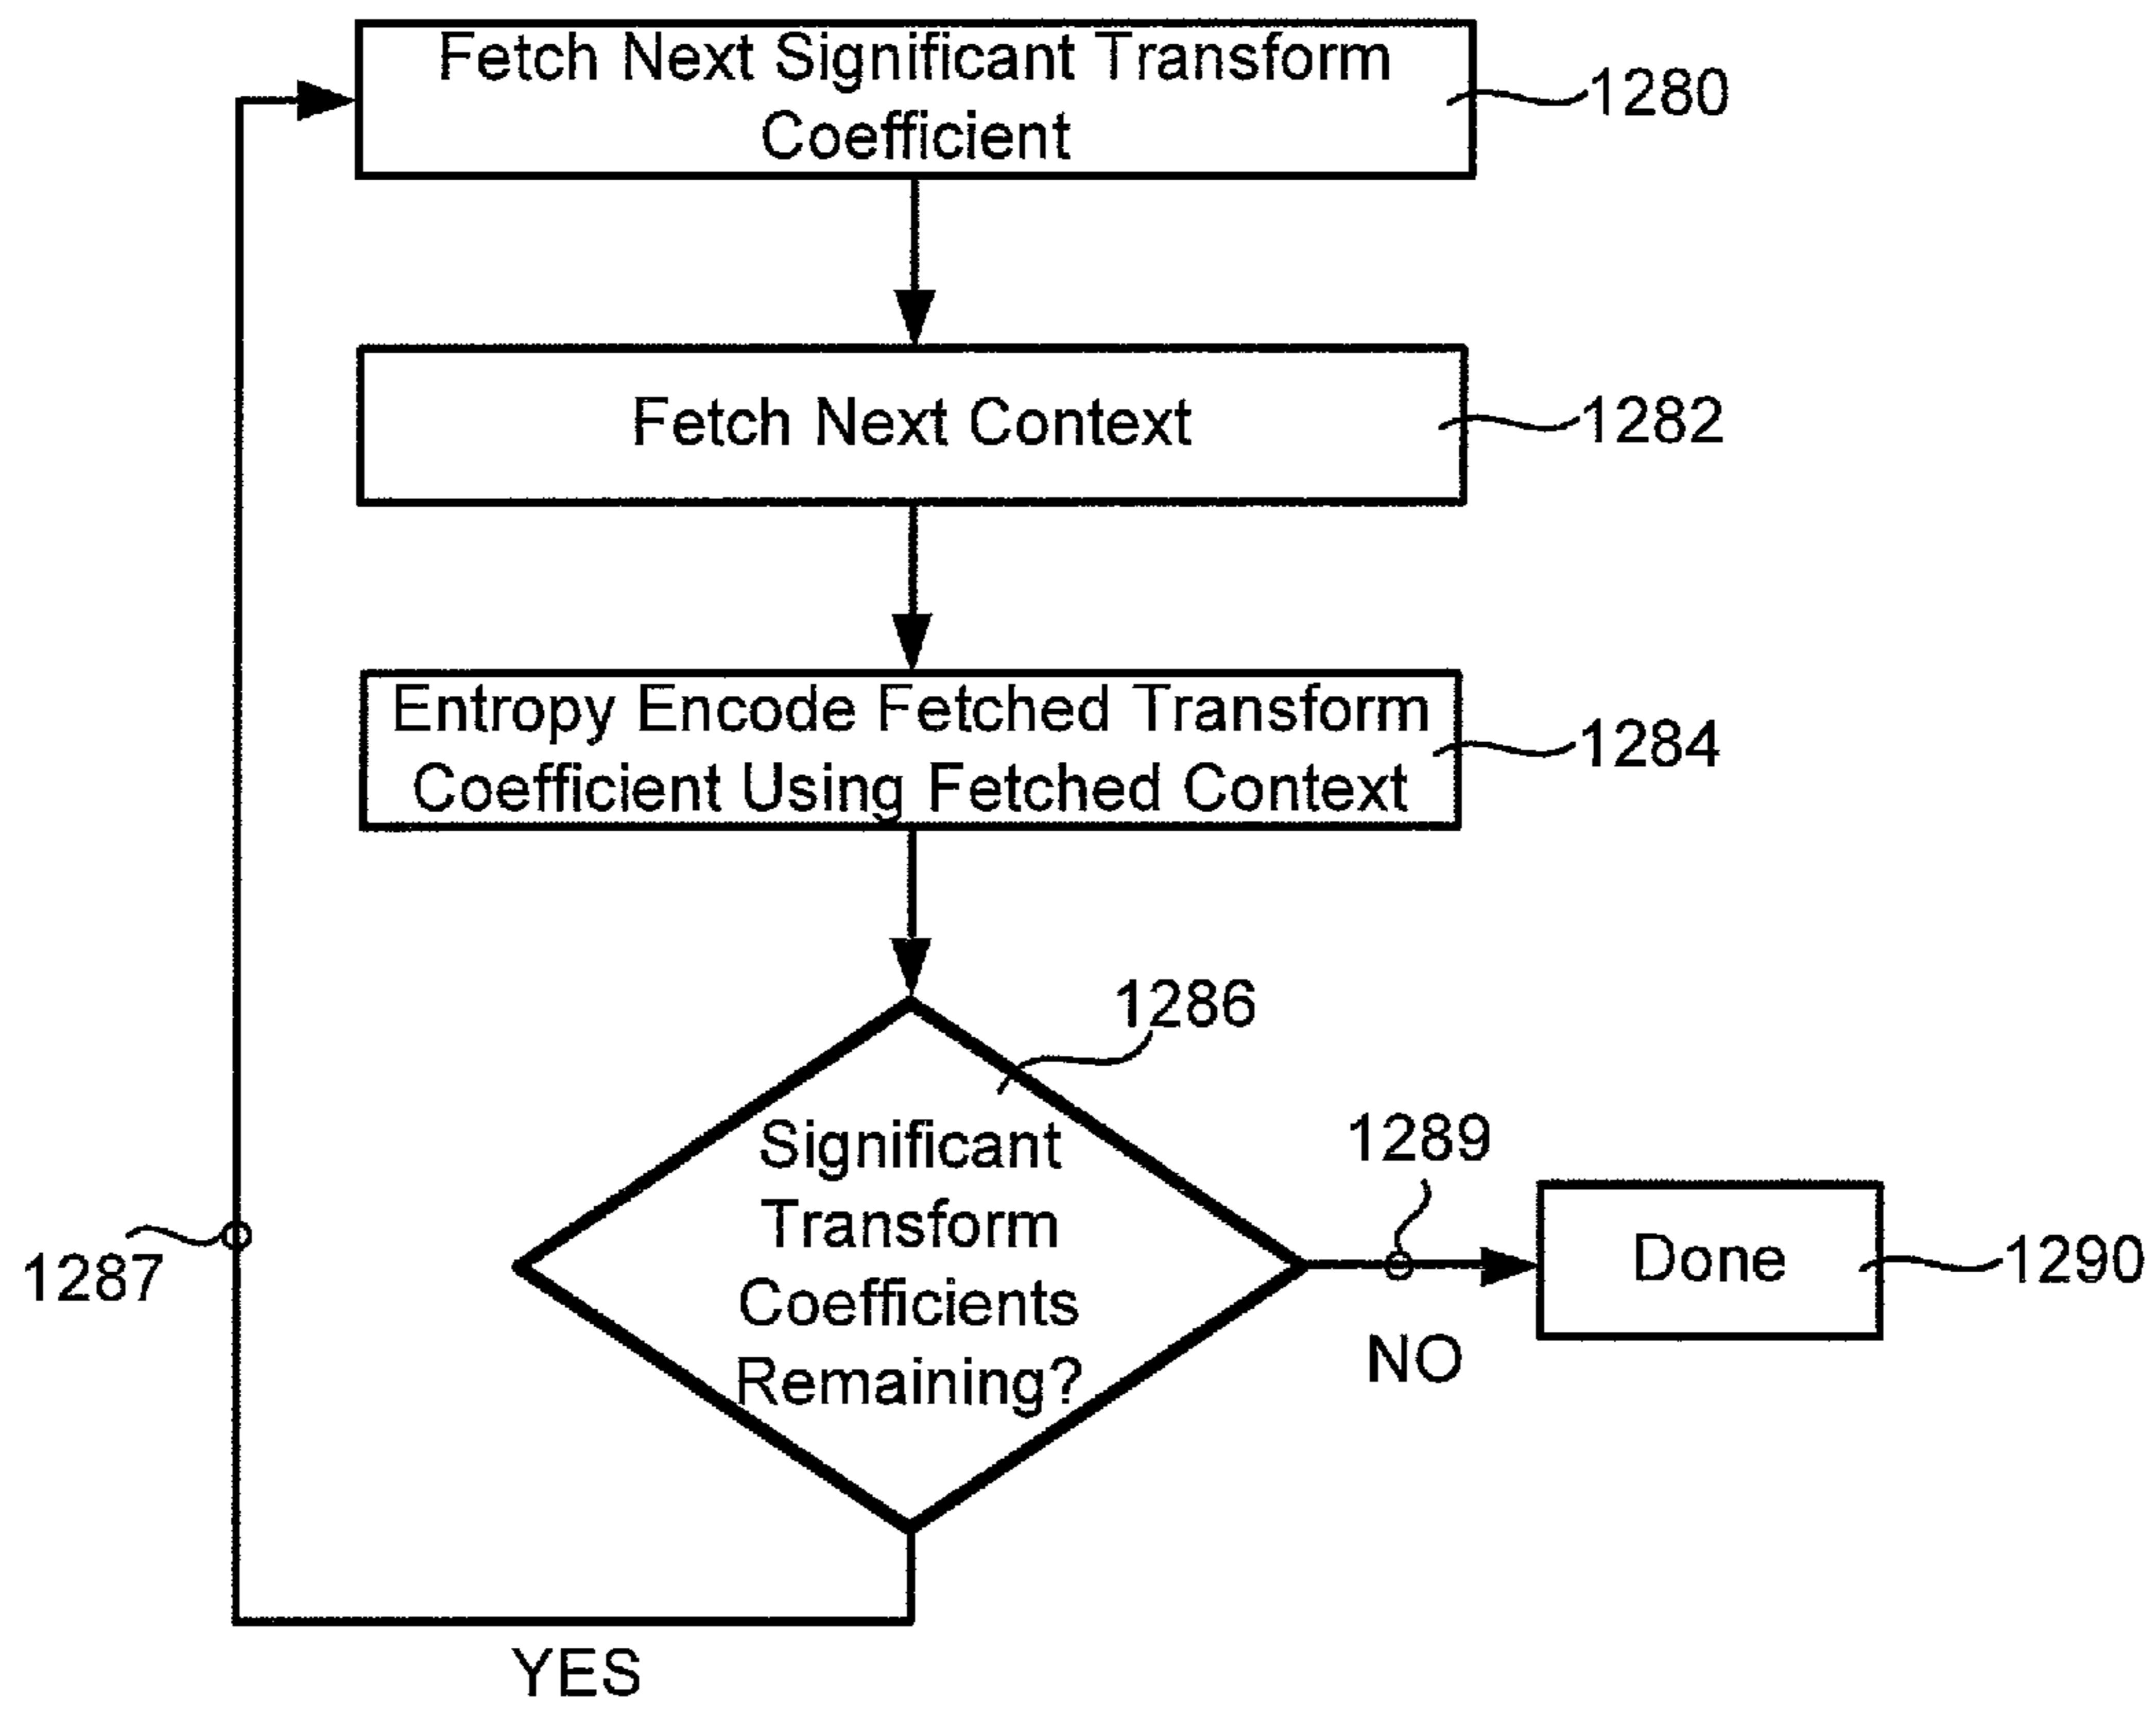 Fetch Next Significant Transform
Coefficient
1280
Fetch Next Context
1282
Entropy Encode Fetched Transform
Coefficient Using Fetched Context
1284
1286
Significant
Transform
Coefficients
Remaining?
1289
NO
Done
1290
1287
YES